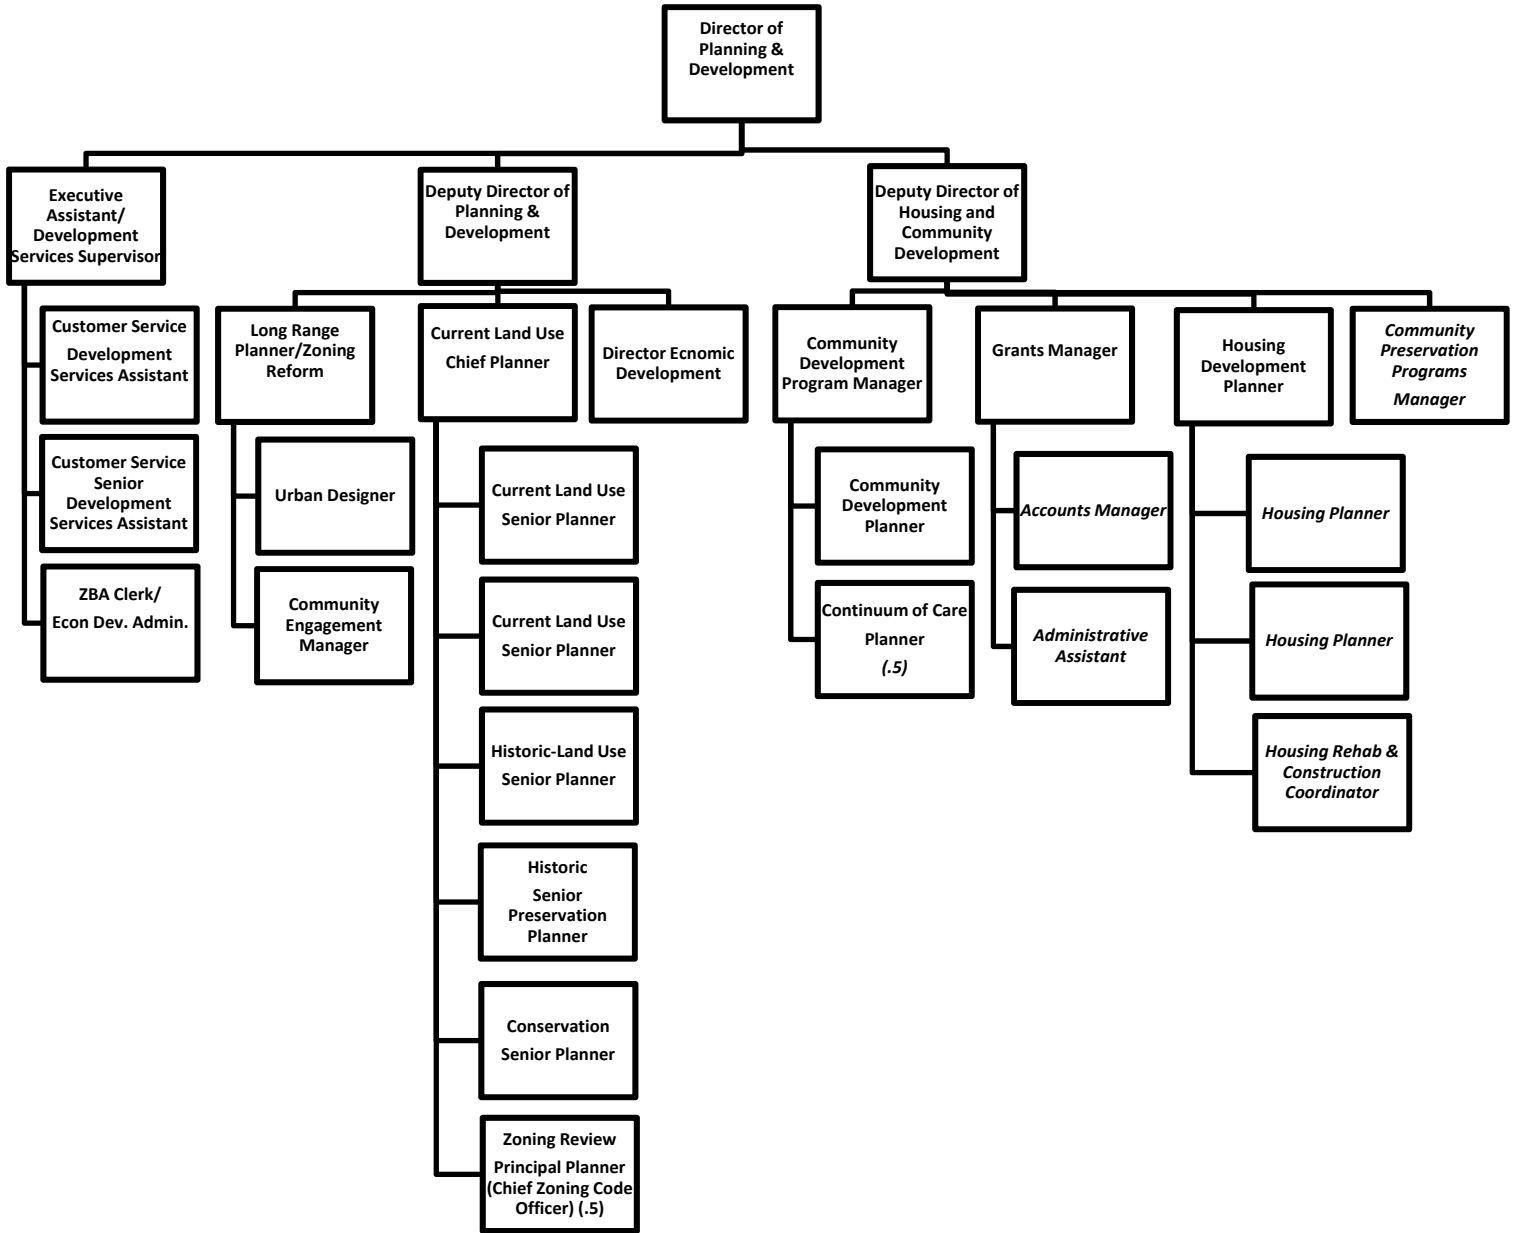 Director of
Planning &
Development
Executive
Assistant/
Development
Services Supervisor
Deputy Director of
Planning &
Development
Deputy Director of
Housing and
Community
Development
Customer Service
Development
Services Assistant
Customer Service
Senior
Development
Services Assistant
ZBA Clerk/
Econ Dev. Admin.
Long Range
Planner/Zoning
Reform
Urban Designer
Community
Engagement
Manager
Current Land Use
Chief Planner
Current Land Use
Senior Planner
Current Land Use
Senior Planner
Historic-Land Use
Senior Planner
Historic
Senior
Preservation
Planner
Conservation
Senior Planner
Zoning Review
Principal Planner
(Chief Zoning Code
Officer) (.5)
Director Ecnomic
Development
Community
Development
Program Manager
Community
Development
Planner
Continuum of Care
Planner
(.5)
Grants Manager
Accounts Manager
Administrative
Assistant
Housing
Development
Planner
Housing Planner
Housing Planner
Housing Rehab &
Construction
Coordinator
Community
Preservation
Programs
Manager